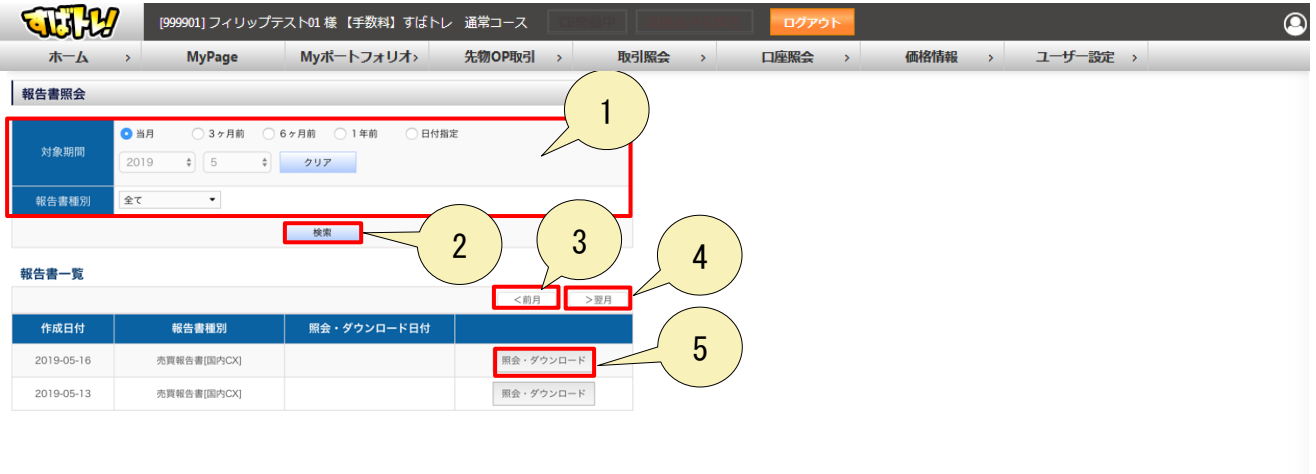 すばトレ!
[999901] フィリップテスト01 様 【手数料】すばトレ 通常コース
ログアウト
ホーム > MyPage Myポートフォリオ> 先物OP取引 > 取引照会 > 口座照会 > 価格情報 > ユーザー設定 >
報告書照会
1
対象期間
当月 3ヶ月前 6ヶ月前 1年前 日付指定
2019 5 クリア
報告書種別 全て
検索
2
3
4
報告書一覧
<前月 >翌月
作成日付 報告書種別 照会・ダウンロード日付
2019-05-16 売買報告書[国内CX] 照会・ダウンロード
5
2019-05-13 売買報告書[国内CX] 照会・ダウンロード